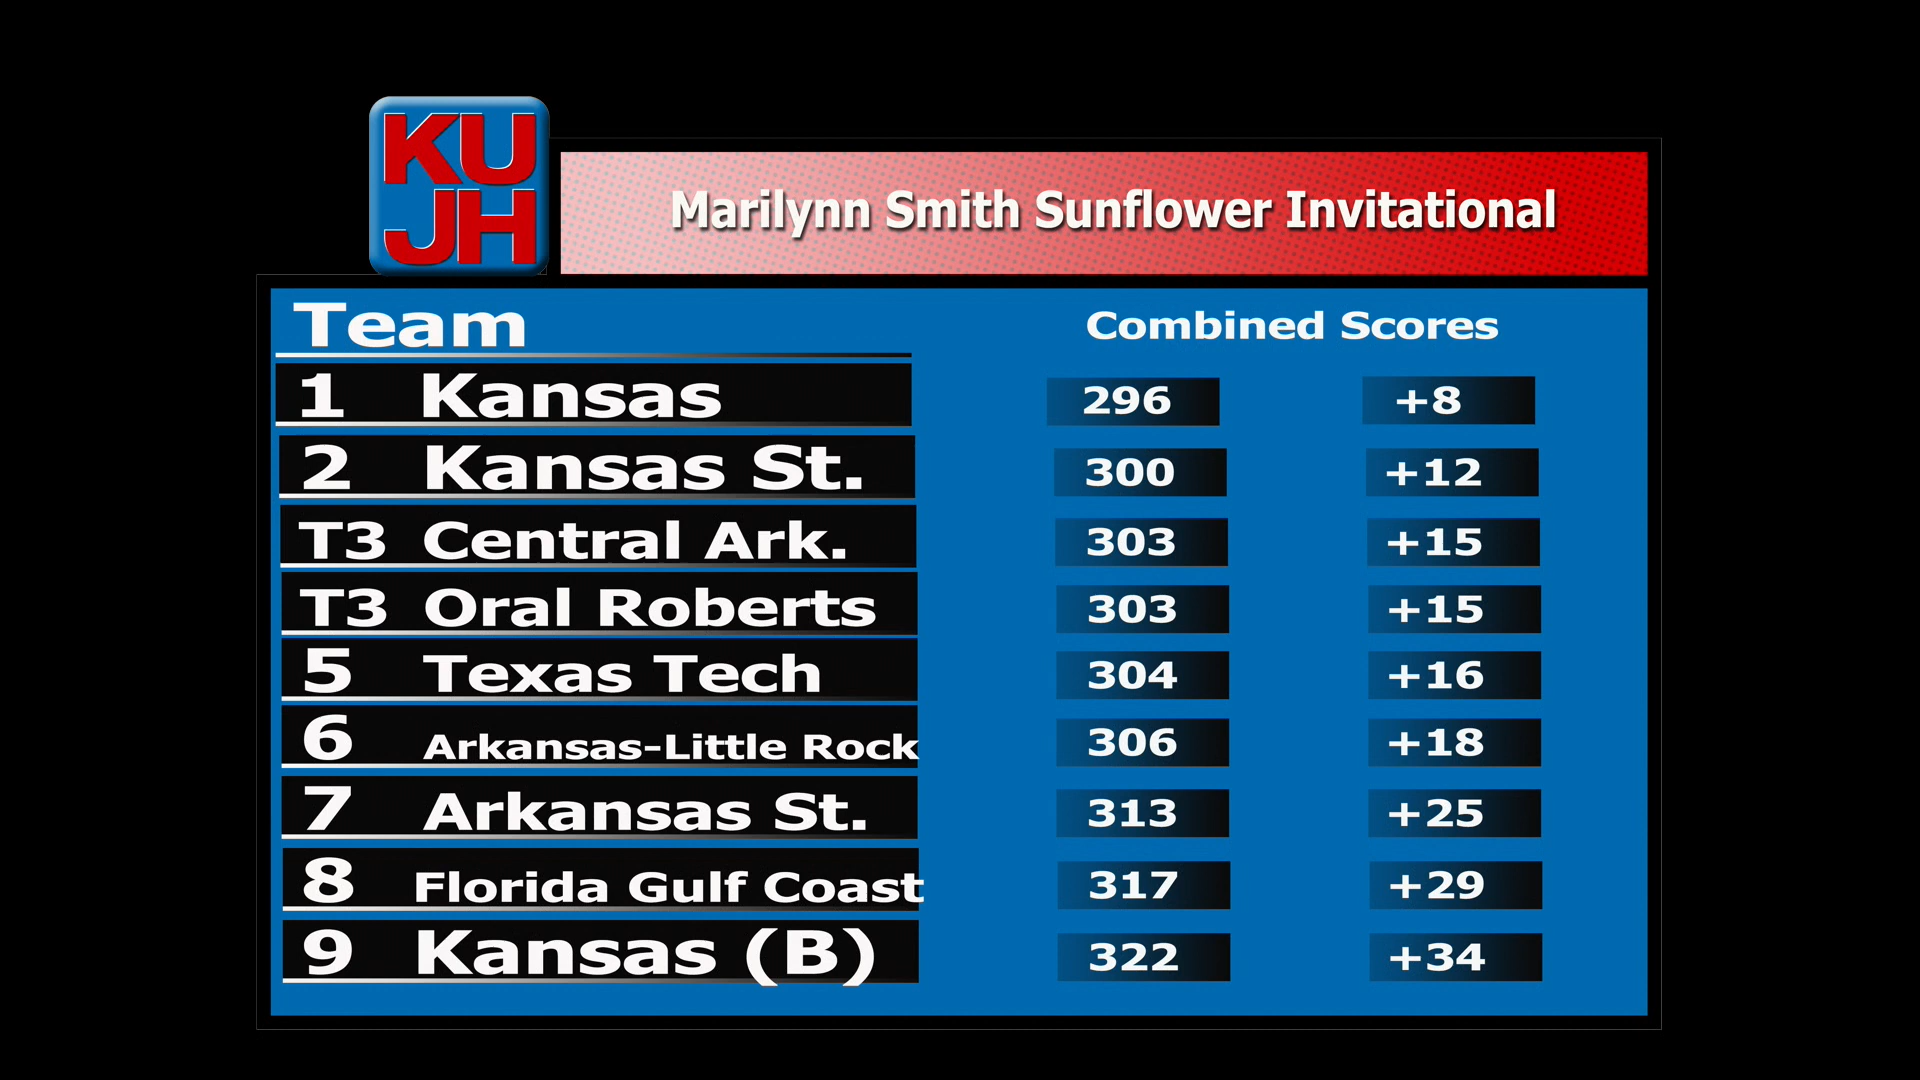 KU
JH
Marilynn Smith Sunflower Invitational
Team Combined Scores
1 Kansas 296 +8
2 Kansas St. 300 +12
T3 Central Ark. 303 +15
T3 Oral Roberts 303 +15
5 Texas Tech 304 +16
6 Arkansas-Little Rock 306 +18
7 Arkansas St. 313 +25
8 Florida Gulf Coast 317 +29
9 Kansas (B) 322 +34